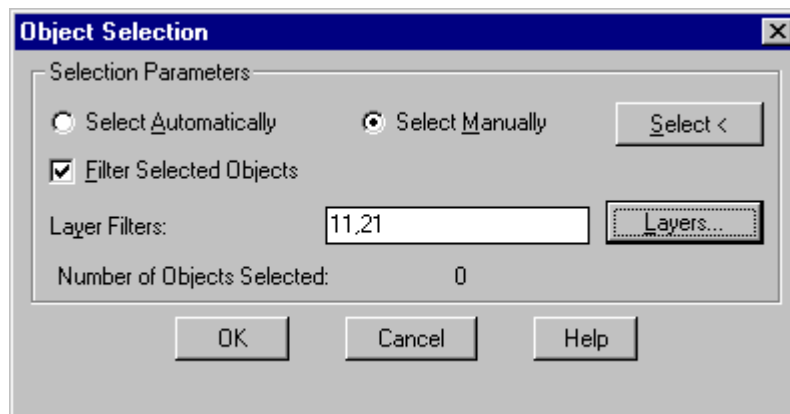 Object Selection
Selection Parameters
Select Automatically Select Manually Select <
Filter Selected Objects
Layer Filters: 11,21 Layers...
Number of Objects Selected: 0
OK Cancel Help